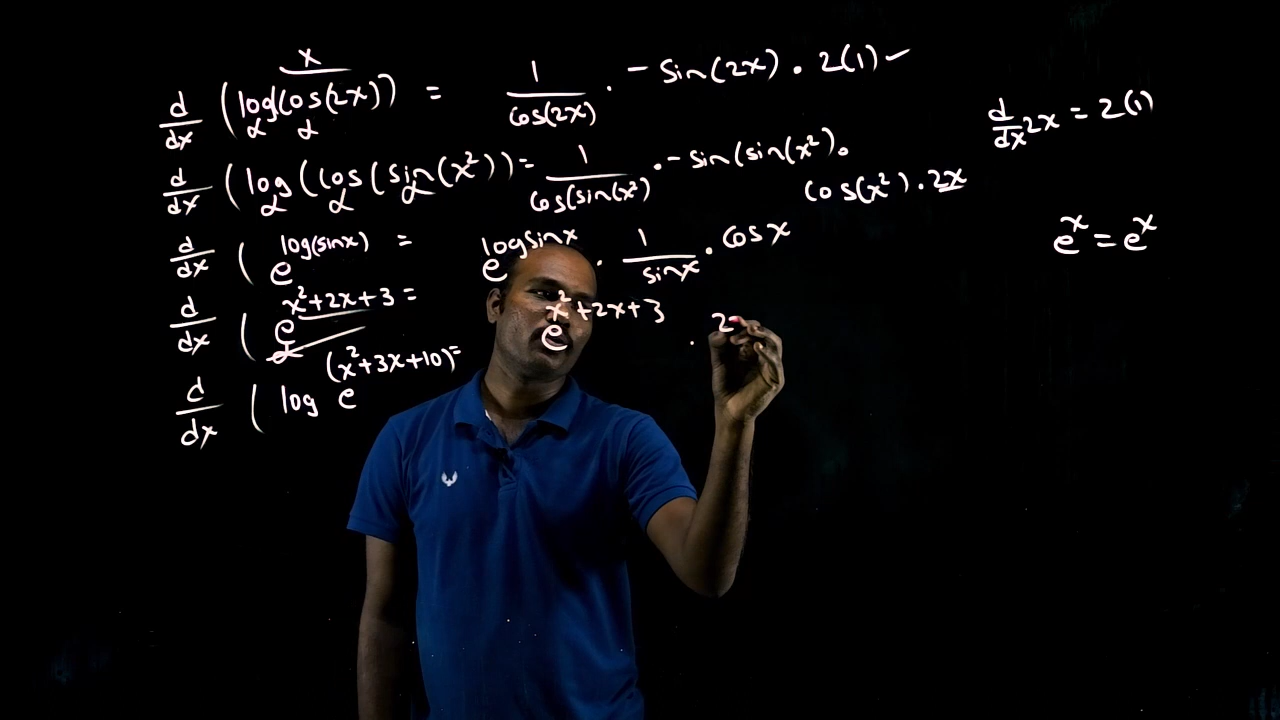 x
d/dx (log(cos(2x)) = 1/cos(2x) . - sin(2x) . 2(1)
α α
d/dx 2x = 2(1)
d/dx (log(cos(sin(x²)) = 1/cos(sin(x²) . - sin(sin(x²).
α α α
cos(x²) . 2x
d/dx ( e^log(sinx) = e^logsinx . 1/sinx . cosx
e^x = e^x
d/dx ( e^x²+2x+3 = e^x²+2x+3 . 2
d/dx ( log e^(x²+3x+10) =